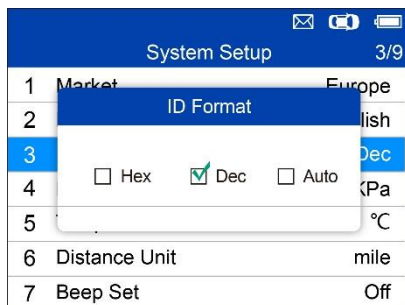 System Setup 3/9
1 Market Europe
ID Format
2 lish
3 Dec
Hex Dec Auto
4 KPa
5 ℃
6 Distance Unit mile
7 Beep Set Off